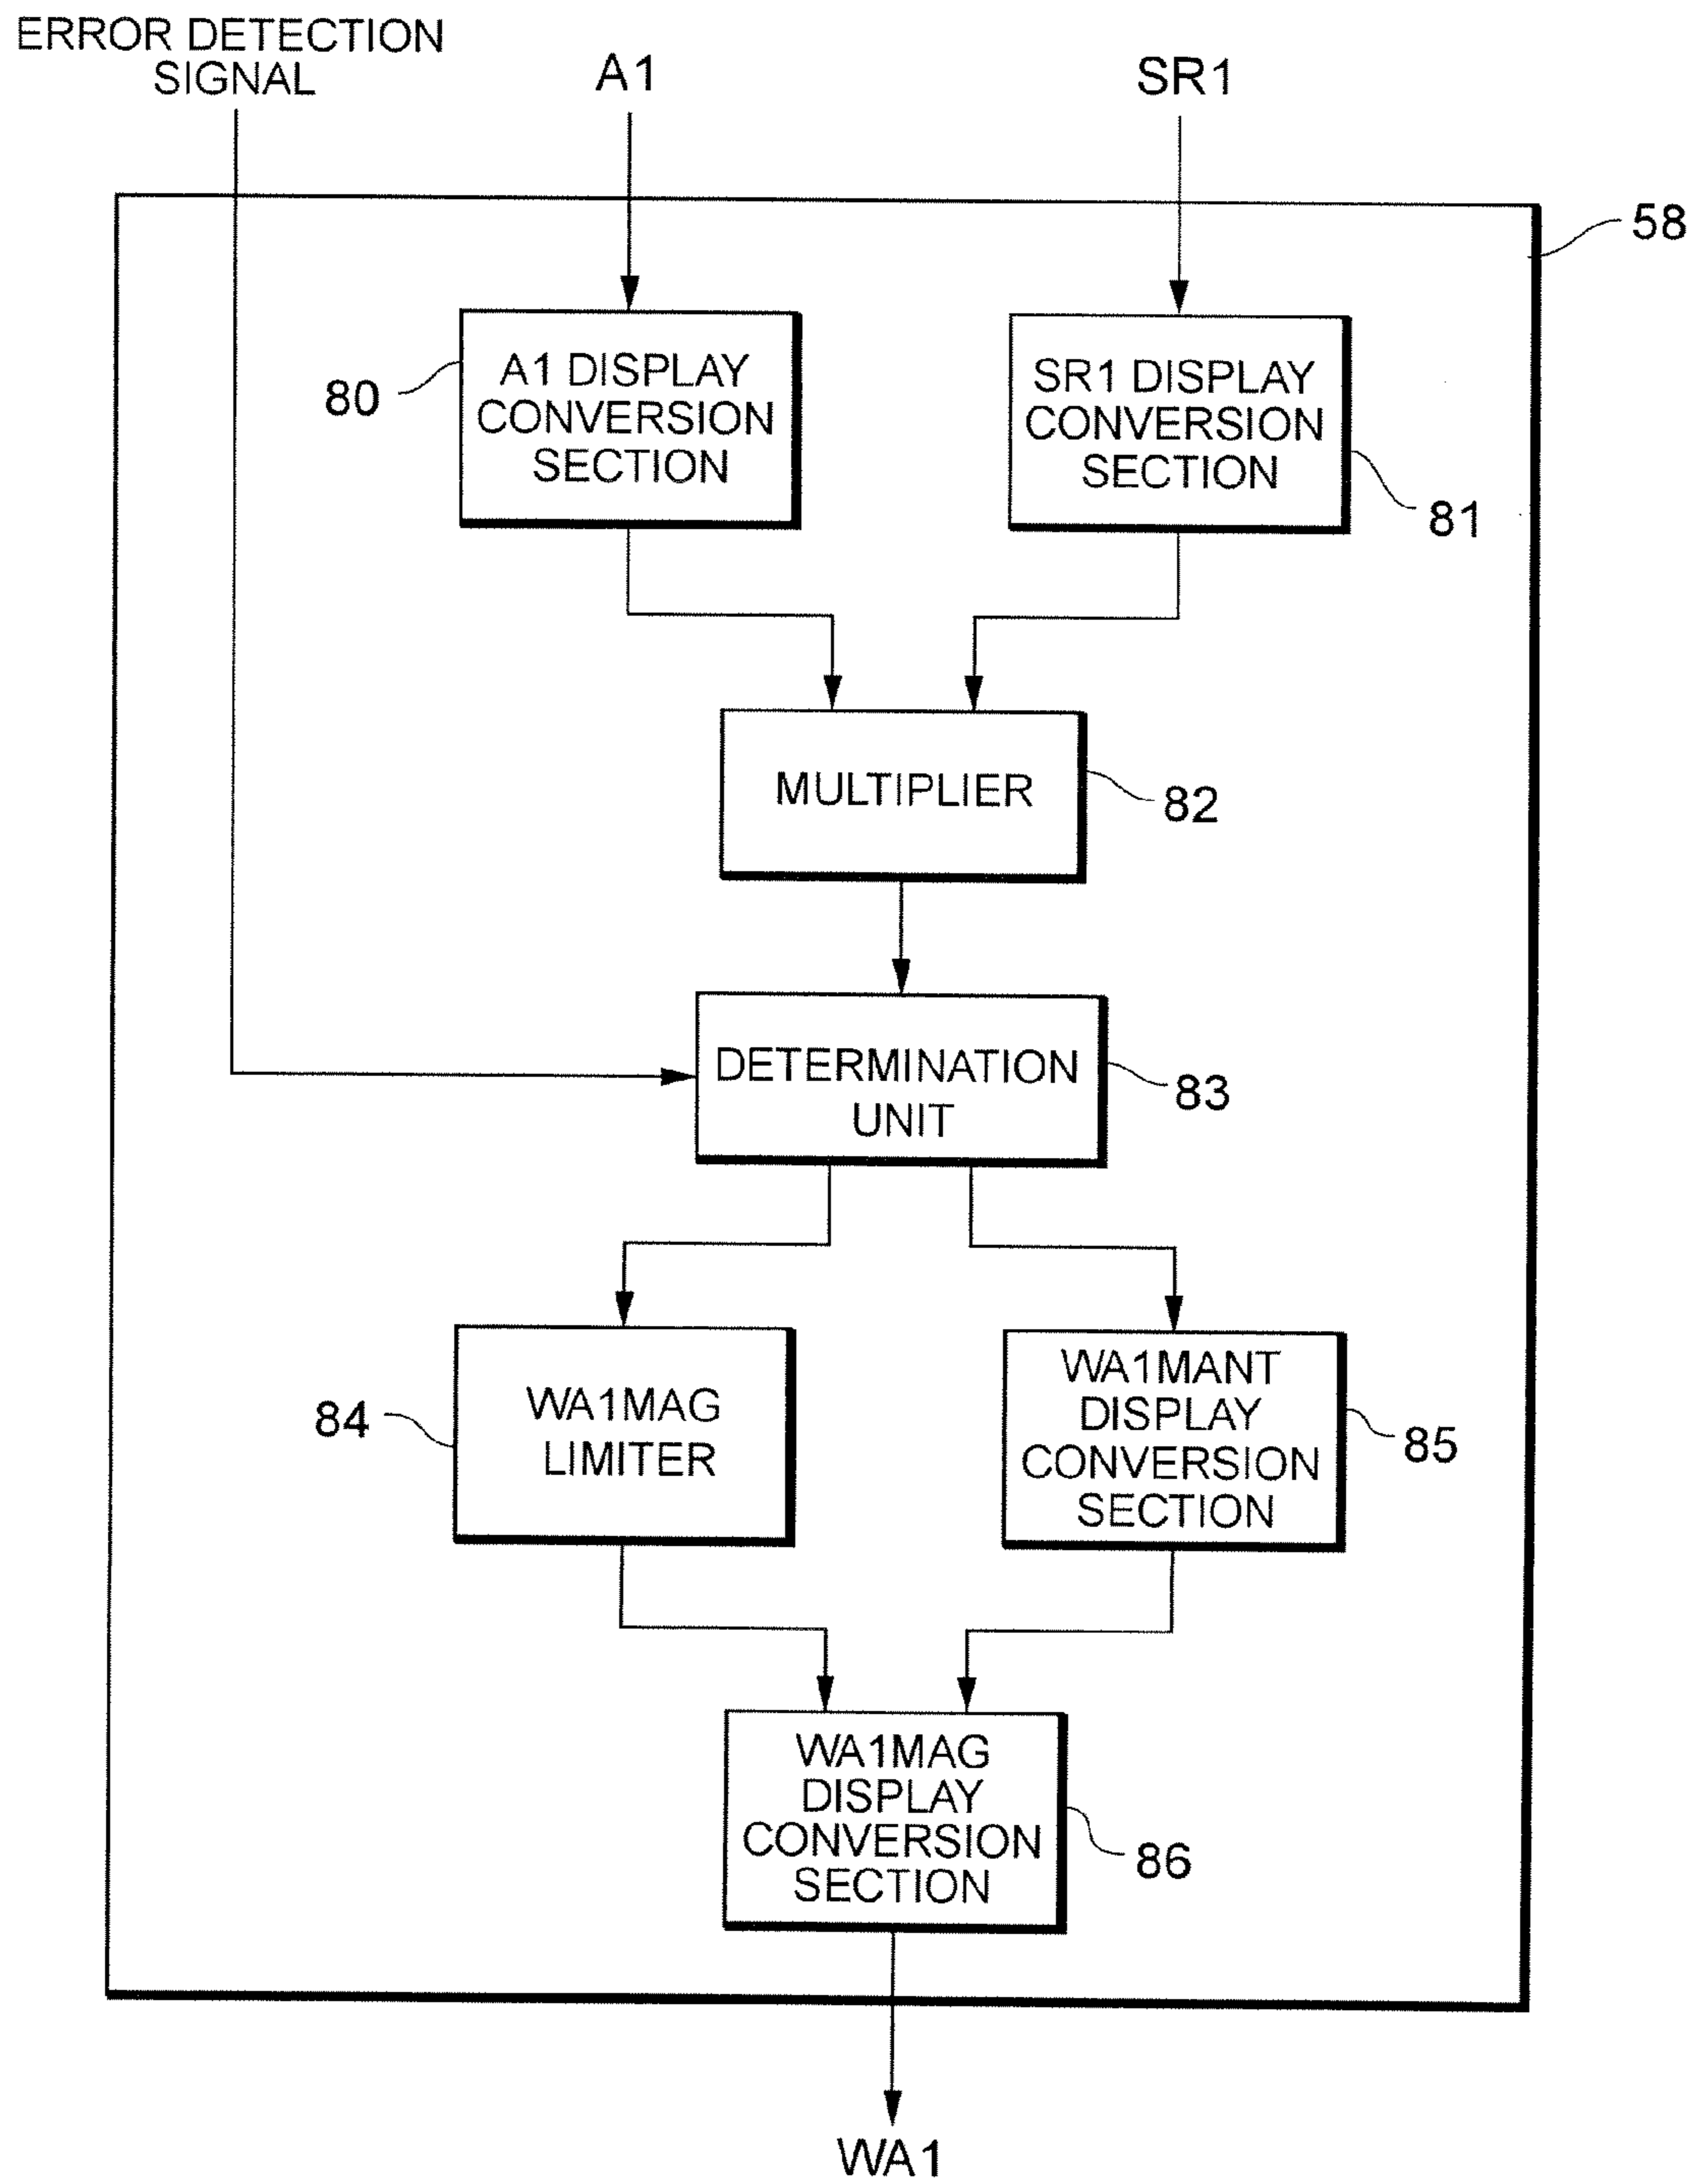 ERROR DETECTION
SIGNAL
A1
SR1
58
A1 DISPLAY
CONVERSION
SECTION
80
SR1 DISPLAY
CONVERSION
SECTION
81
MULTIPLIER
82
DETERMINATION
UNIT
83
WA1MAG
LIMITER
84
WA1MANT
DISPLAY
CONVERSION
SECTION
85
WA1MAG
DISPLAY
CONVERSION
SECTION
86
WA1